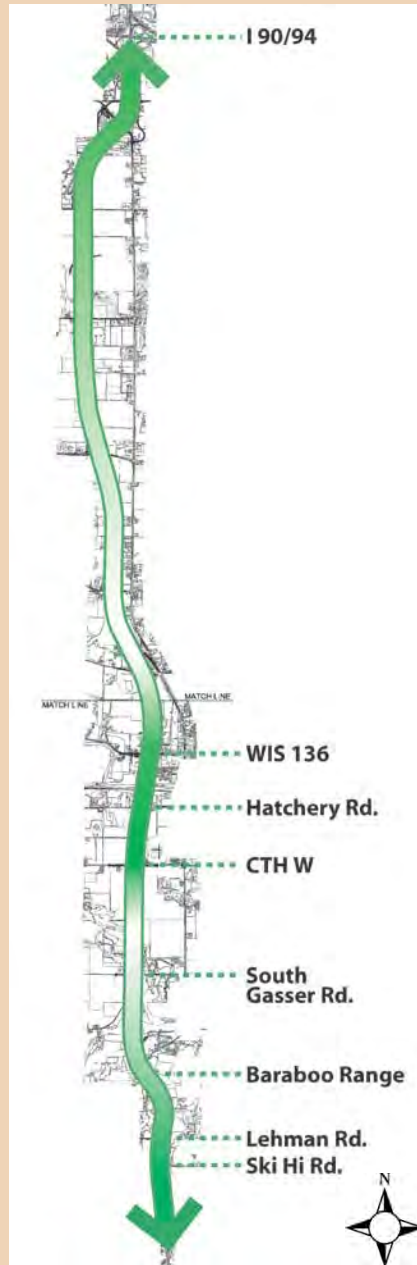 I 90/94
MATCH LINE
MATCH LINE
WIS 136
Hatchery Rd.
CTH W
South
Gasser Rd.
Baraboo Range
Lehman Rd.
Ski Hi Rd.
N